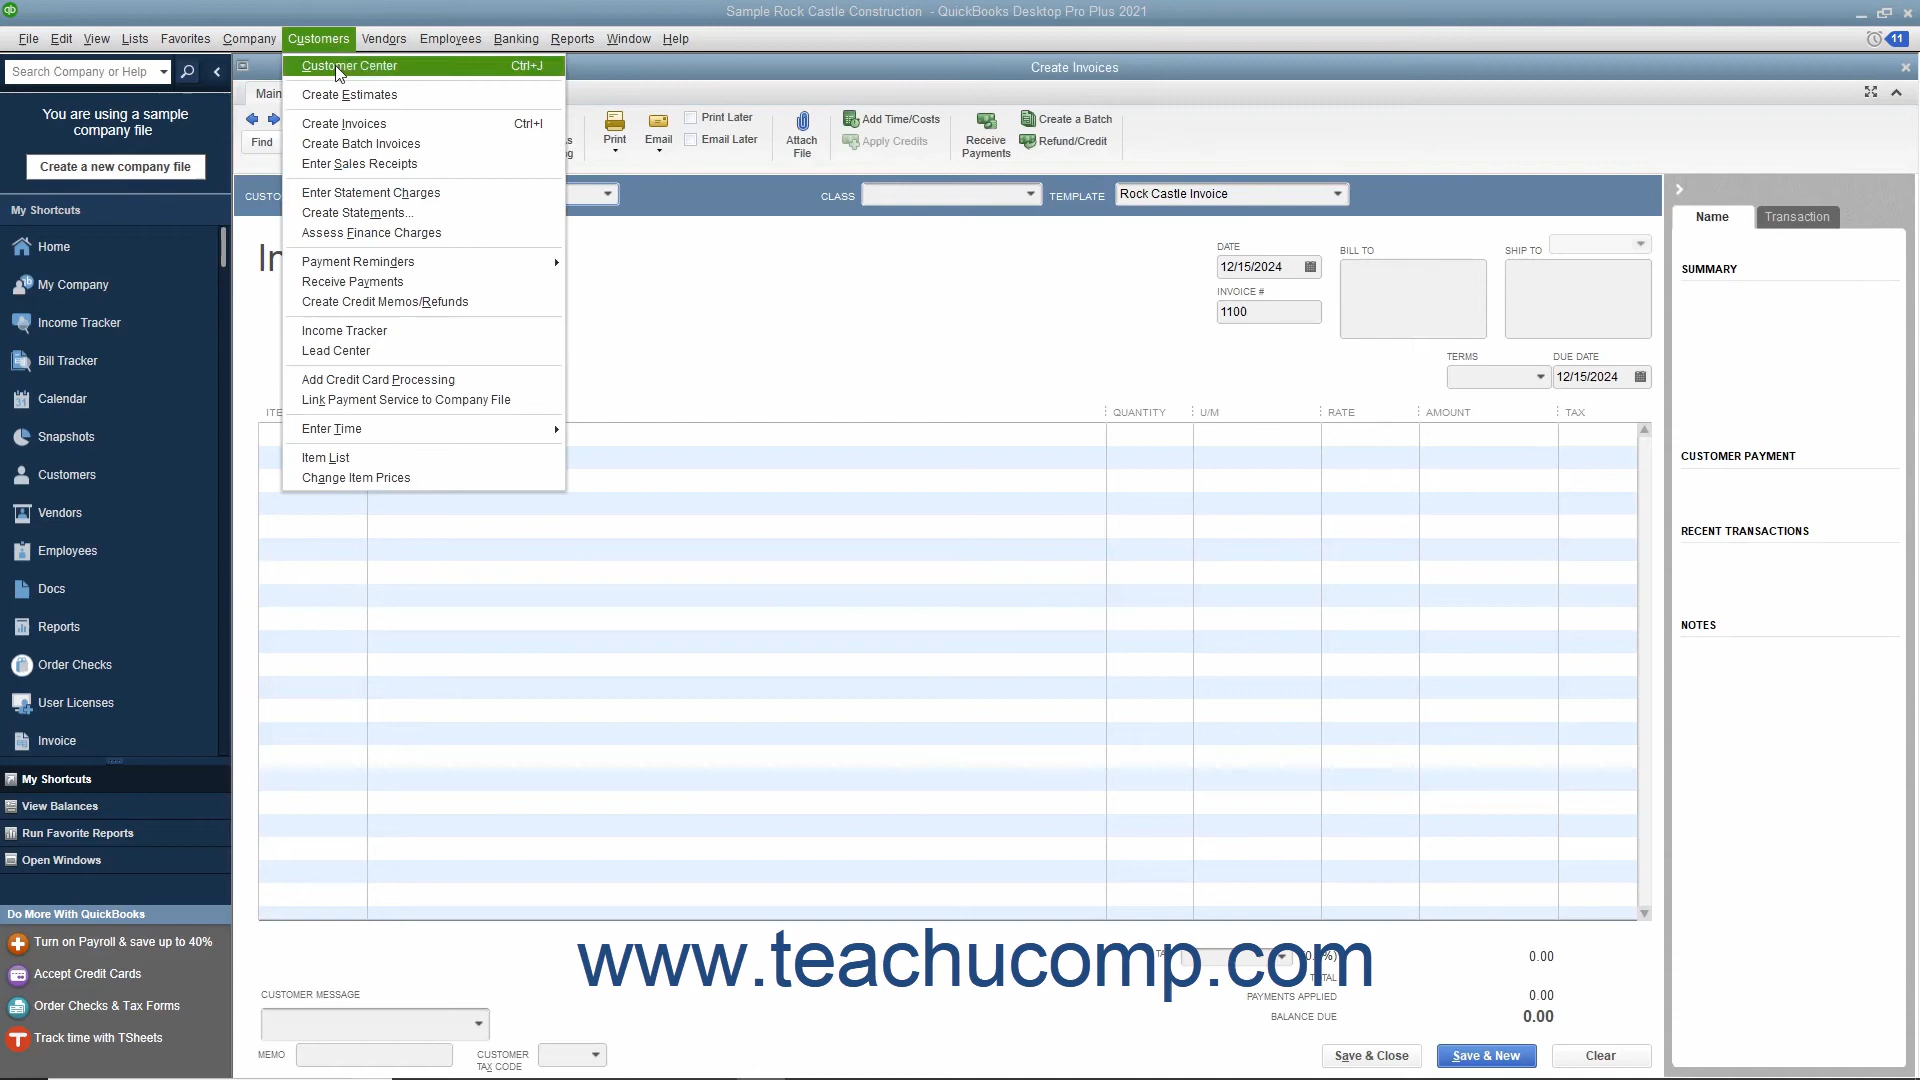 Sample Rock Castle Construction - QuickBooks Desktop Pro Plus 2021
File Edit View Lists Favorites Company Customers Vendors Employees Banking Reports Window Help
11
Search Company or Help
You are using a sample
company file
Create a new company file
My Shortcuts
Home
My Company
Income Tracker
Bill Tracker
Calendar
Snapshots
Customers
Vendors
Employees
Docs
Reports
Order Checks
User Licenses
Invoice
My Shortcuts
View Balances
Run Favorite Reports
Open Windows
Do More With QuickBooks
Turn on Payroll & save up to 40%
Accept Credit Cards
Order Checks & Tax Forms
Track time with TSheets
Customer Center Ctrl+J
Create Estimates
Create Invoices Ctrl+I
Create Batch Invoices
Enter Sales Receipts
Enter Statement Charges
Create Statements...
Assess Finance Charges
Payment Reminders
Receive Payments
Create Credit Memos/Refunds
Income Tracker
Lead Center
Add Credit Card Processing
Link Payment Service to Company File
Enter Time
Item List
Change Item Prices
Create Invoices
Main
Find
Print
Email
Print Later
Email Later
Attach
File
Add Time/Costs
Apply Credits
Receive
Payments
Create a Batch
Refund/Credit
CUSTO
CLASS
TEMPLATE Rock Castle Invoice
In
DATE
12/15/2024
INVOICE #
1100
BILL TO
SHIP TO
TERMS
DUE DATE
12/15/2024
ITE QUANTITY U/M RATE AMOUNT TAX
www.teachucomp.com
TA 0.00
TOTAL
PAYMENTS APPLIED 0.00
BALANCE DUE 0.00
CUSTOMER MESSAGE
MEMO
CUSTOMER
TAX CODE
Save & Close
Save & New
Clear
Name
Transaction
SUMMARY
CUSTOMER PAYMENT
RECENT TRANSACTIONS
NOTES